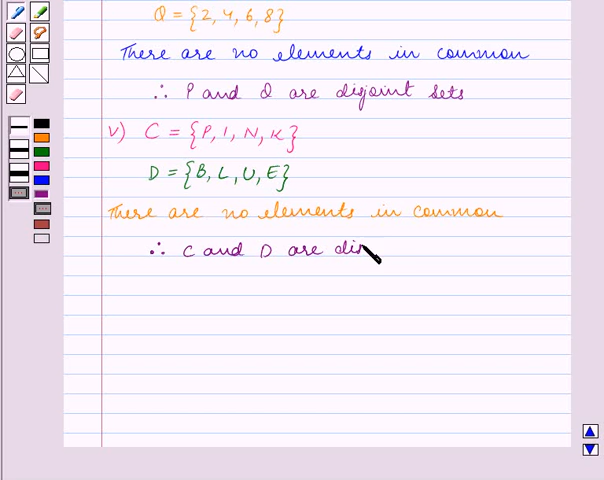 Q = {2, 4, 6, 8}
There are no elements in common
∴ P and Q are disjoint sets
v) C = {P, I, N, K}
D = {B, L, U, E}
There are no elements in common
∴ C and D are dis